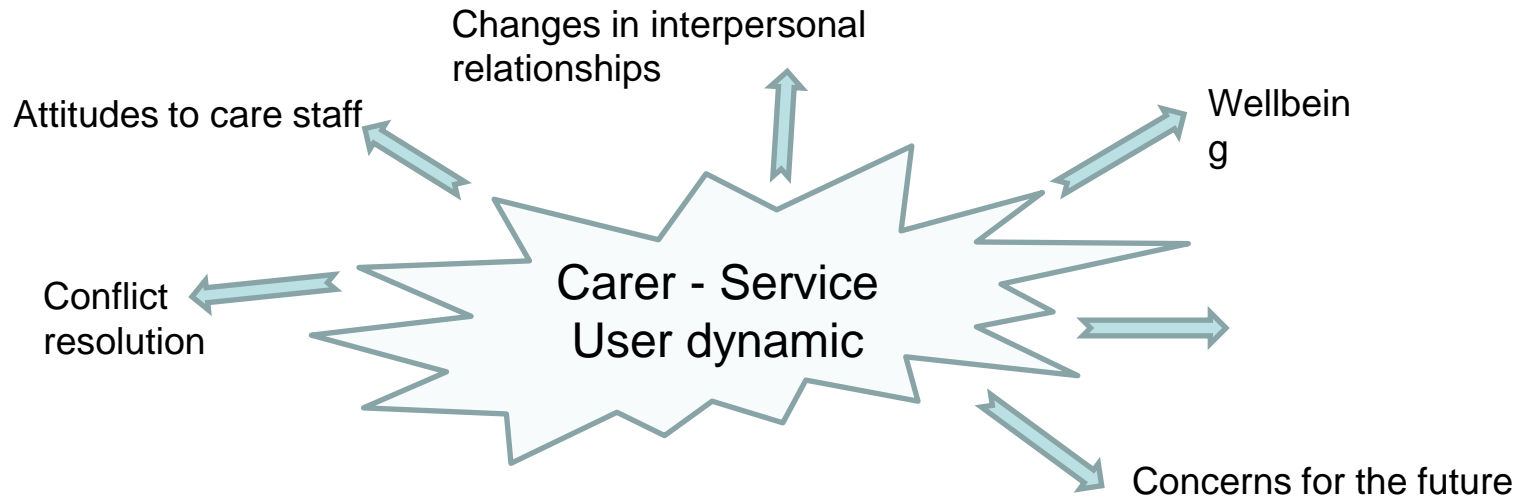 Changes in interpersonal
relationships
Attitudes to care staff
Wellbein
g
Carer - Service
User dynamic
Conflict
resolution
Concerns for the future